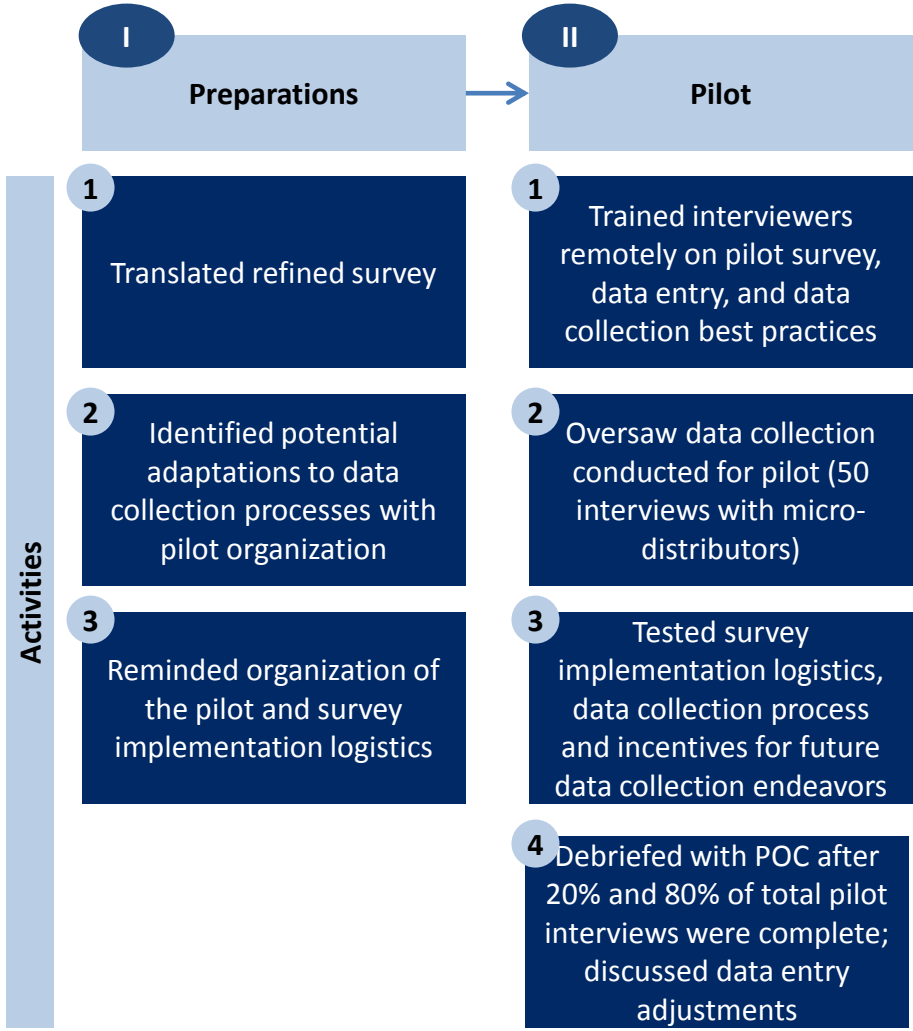 I
Preparations
II
Pilot
Activities
1
Translated refined survey
2
Identified potential
adaptations to data
collection processes with
pilot organization
3
Reminded organization of
the pilot and survey
implementation logistics
1
Trained interviewers
remotely on pilot survey,
data entry, and data
collection best practices
2
Oversaw data collection
conducted for pilot (50
interviews with micro-
distributors)
3
Tested survey
implementation logistics,
data collection process
and incentives for future
data collection endeavors
4
Debriefed with POC after
20% and 80% of total pilot
interviews were complete;
discussed data entry
adjustments